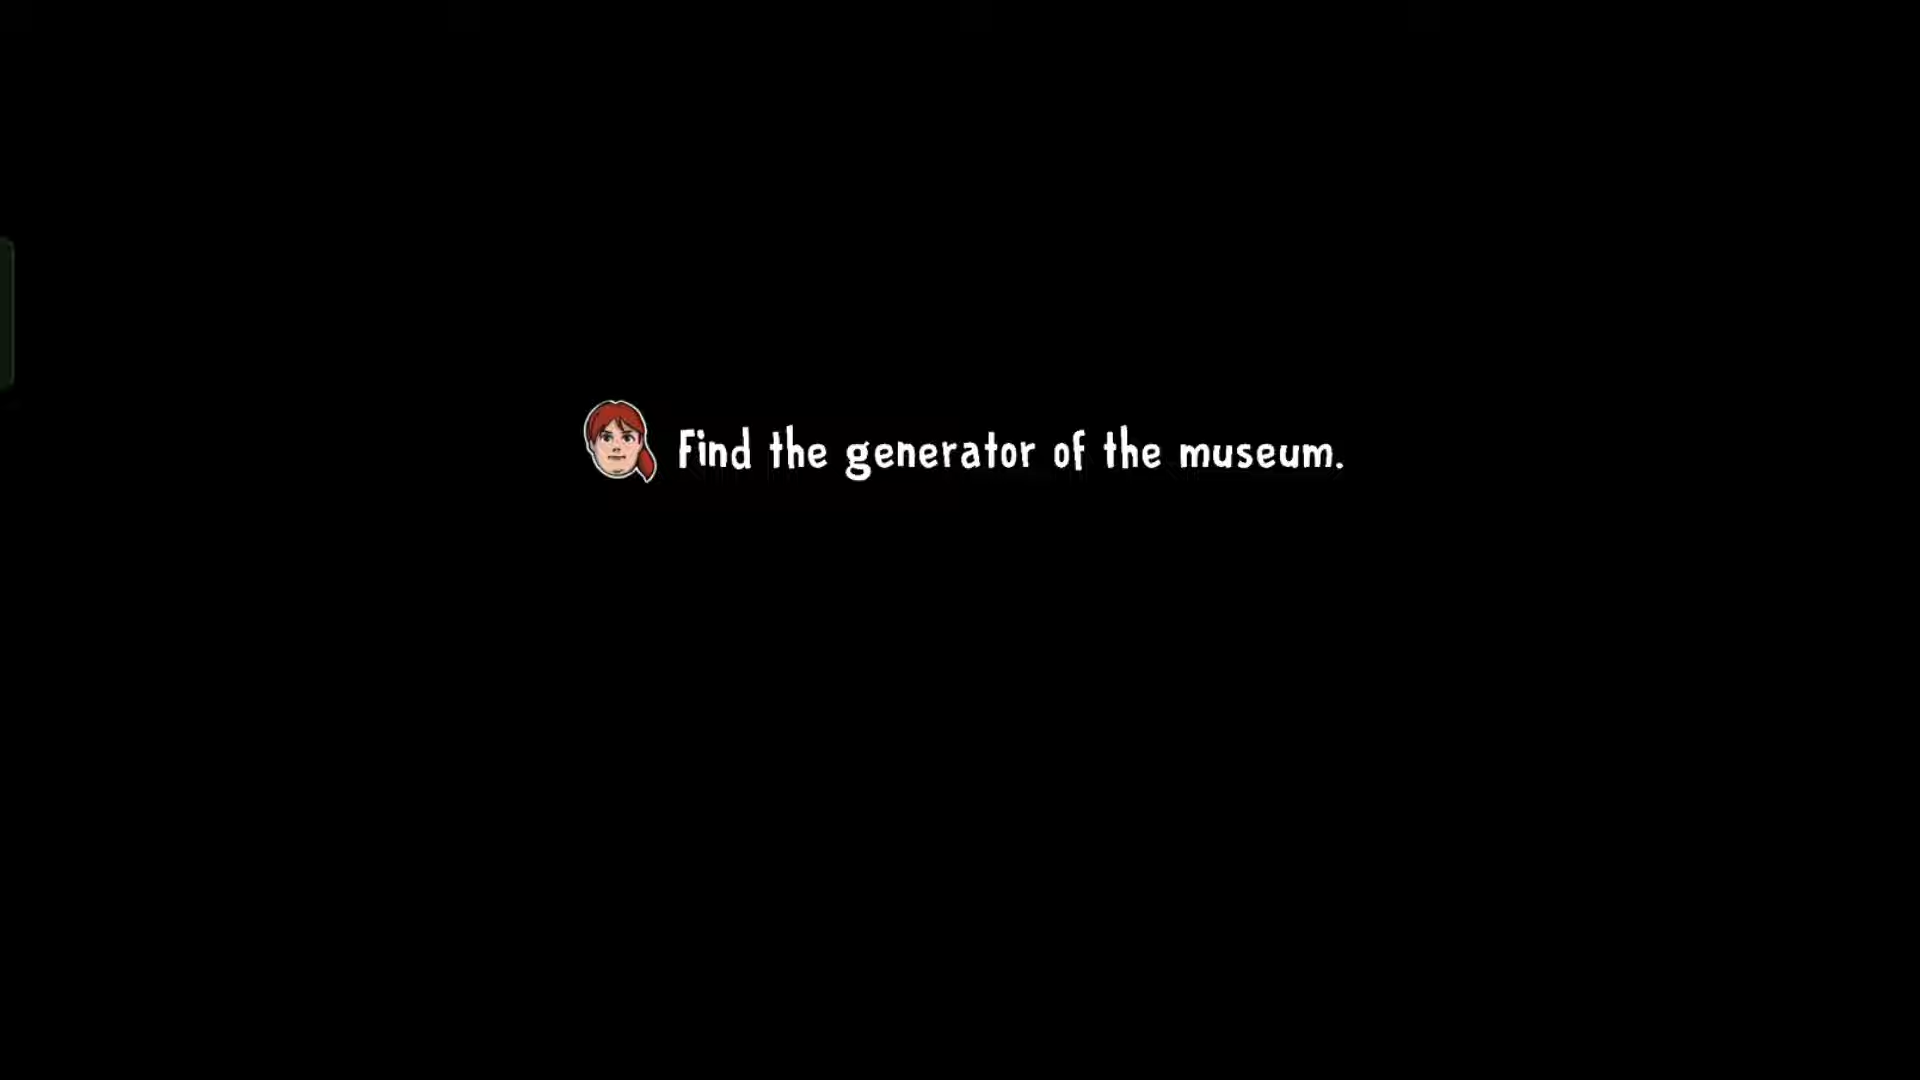 Find the generator of the museum.